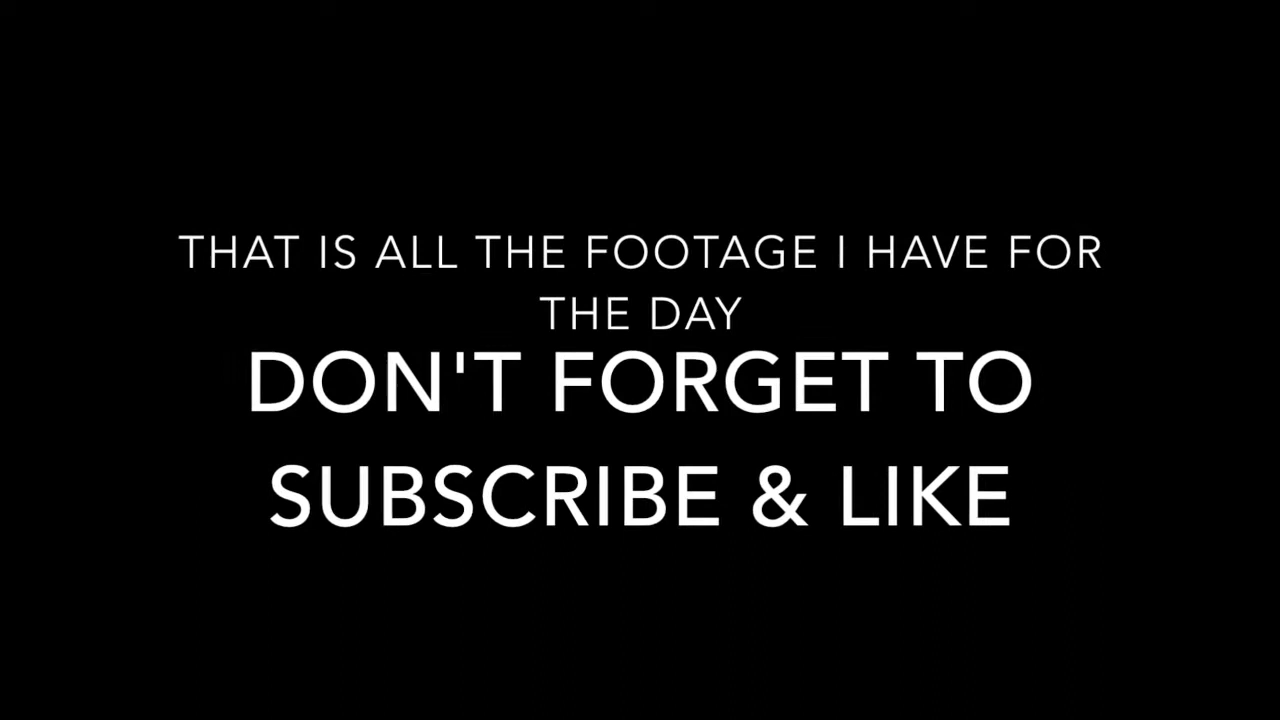 THAT IS ALL THE FOOTAGE I HAVE FOR
THE DAY
DON'T FORGET TO
SUBSCRIBE & LIKE